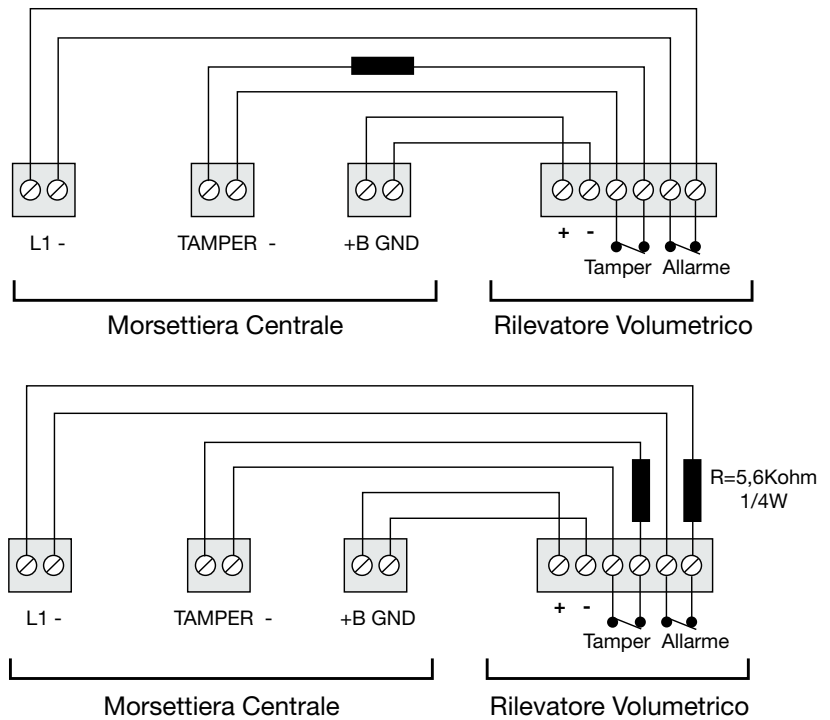 L1 -
TAMPER -
+B GND
+ -
Tamper Allarme
Morsettiera Centrale
Rilevatore Volumetrico
R=5,6Kohm
1/4W
L1 -
TAMPER -
+B GND
+ -
Tamper Allarme
Morsettiera Centrale
Rilevatore Volumetrico